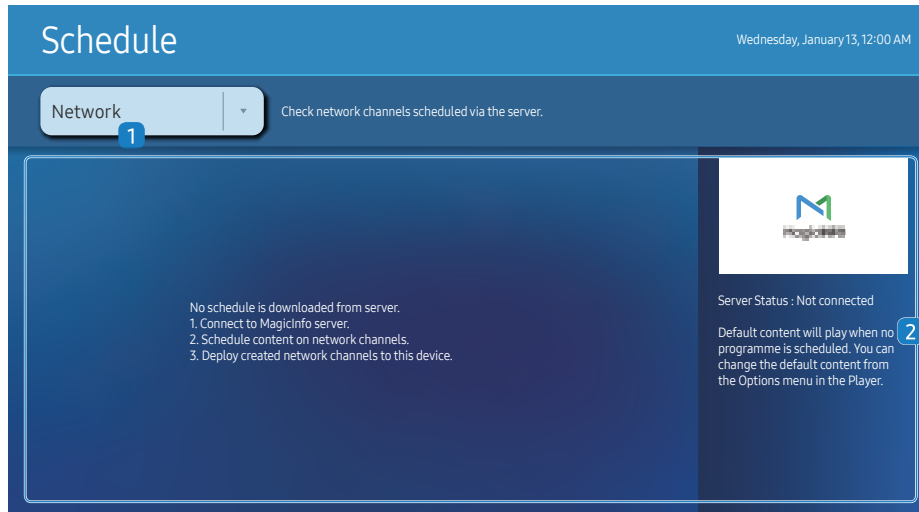 Schedule
Wednesday, January 13, 12:00 AM
Network
Check network channels scheduled via the server.
1
No schedule is downloaded from server.
1. Connect to MagicInfo server.
2. Schedule content on network channels.
3. Deploy created network channels to this device.
Server Status : Not connected
Default content will play when no
programme is scheduled. You can
change the default content from
the Options menu in the Player.
2